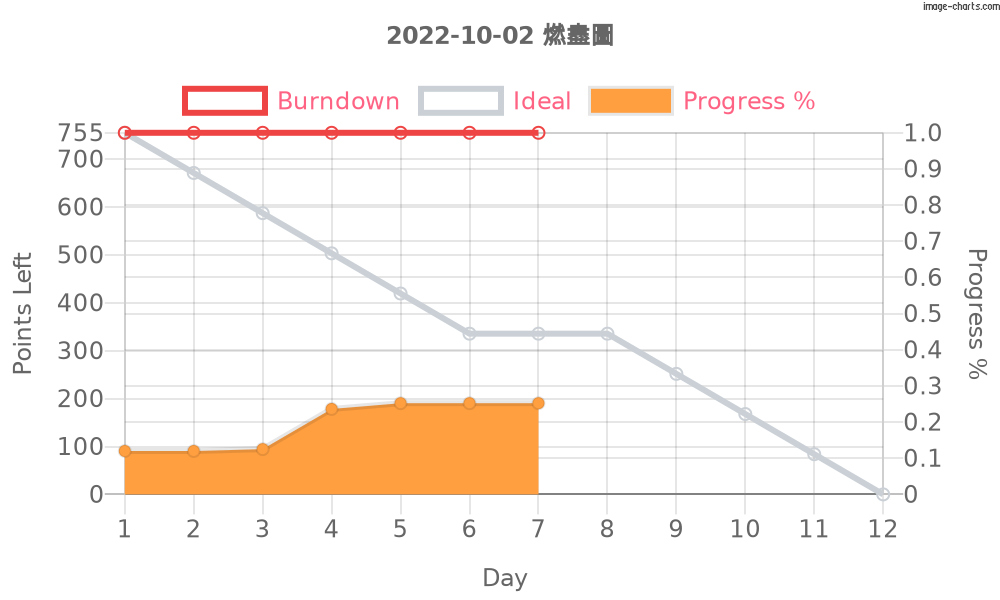 image-charts.com
2022-10-02 燃盡圖
Burndown Ideal Progress %
755 1.0
700 0.9
600 0.8
500 0.7
400 0.6
300 0.5
200 0.4
100 0.3
0 0.2
0.1
0
Points Left
Progress %
1 2 3 4 5 6 7 8 9 10 11 12
Day